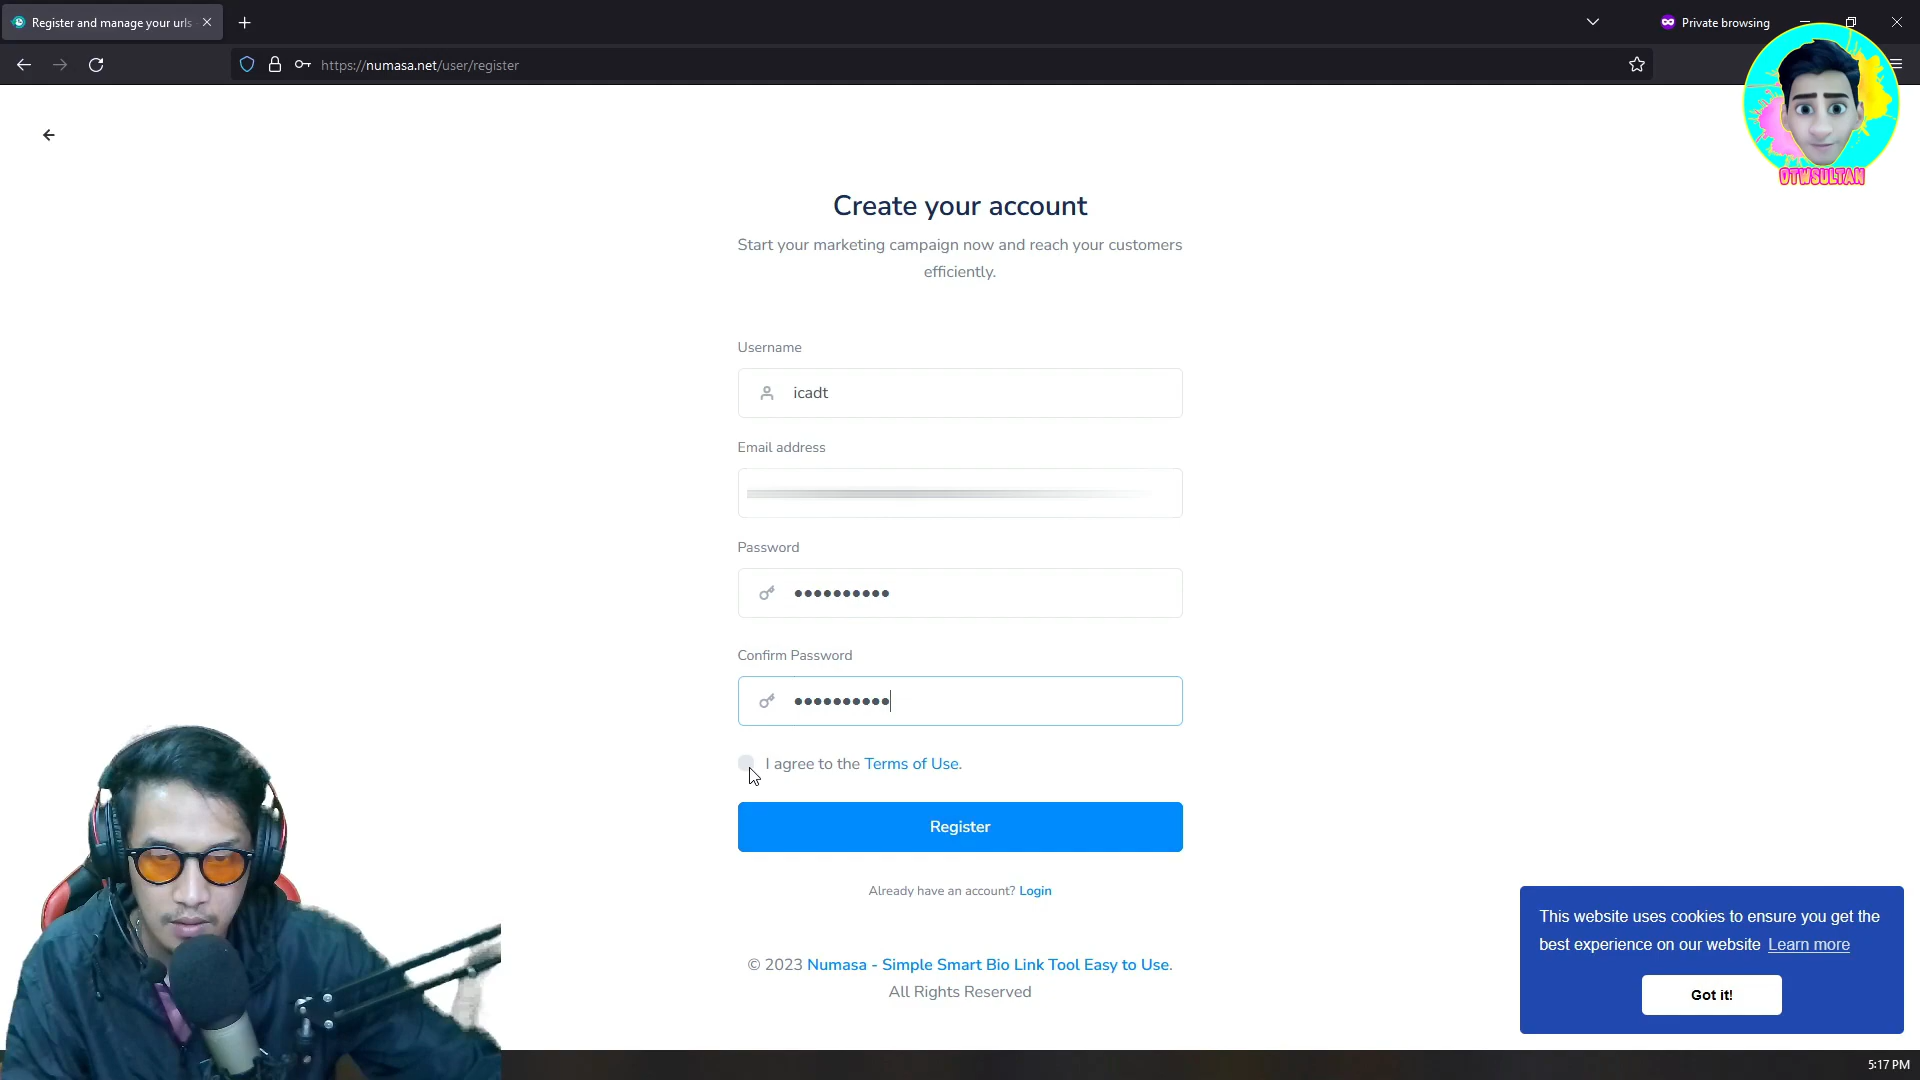 Register and manage your urls
Private browsing
https://numasa.net/user/register
OTWSULTAN
Create your account
Start your marketing campaign now and reach your customers
efficiently.
Username
icadt
Email address
Password
••••••••••
Confirm Password
••••••••••
I agree to the Terms of Use.
Register
Already have an account? Login
© 2023 Numasa - Simple Smart Bio Link Tool Easy to Use.
All Rights Reserved
This website uses cookies to ensure you get the
best experience on our website Learn more
Got it!
5:17 PM